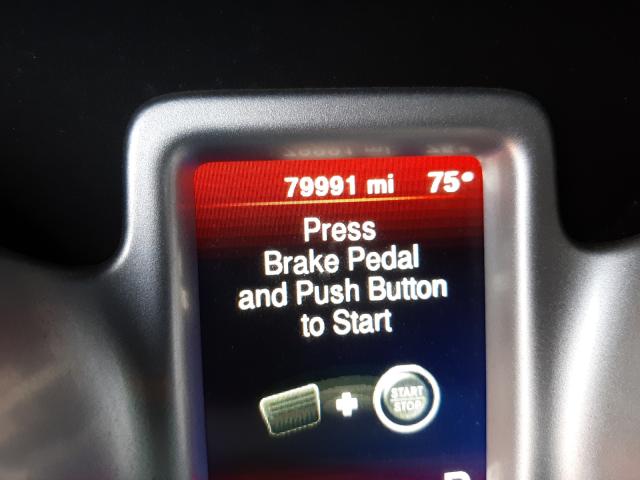 79991 mi 75°
Press
Brake Pedal
and Push Button
to Start
START
STOP